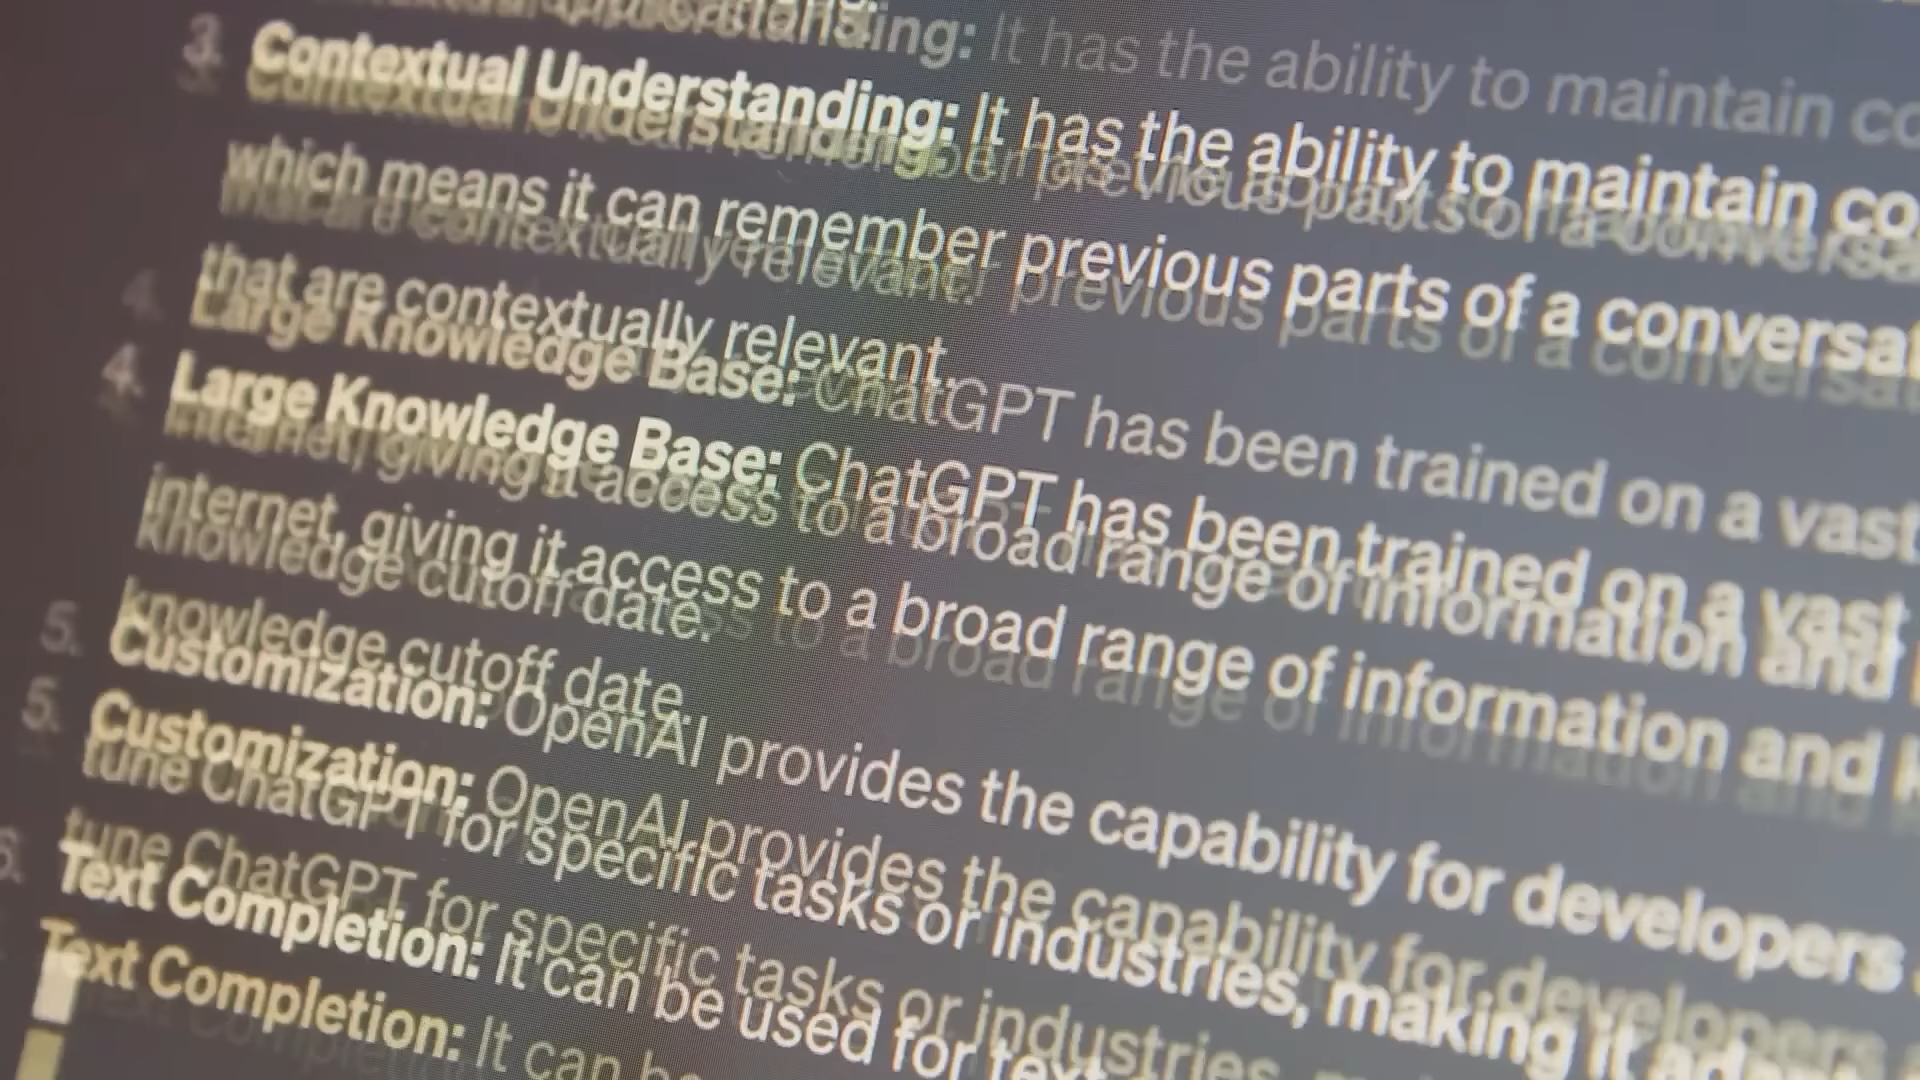 3. Contextual Understanding: It has the ability to maintain co
which means it can remember previous parts of a conversat
that are contextually relevant.
4. Large Knowledge Base: ChatGPT has been trained on a vast
internet, giving it access to a broad range of information and k
knowledge cutoff date.
5. Customization: OpenAI provides the capability for developers
tune ChatGPT for specific tasks or industries, making it adapt
6. Text Completion: It can be used for text